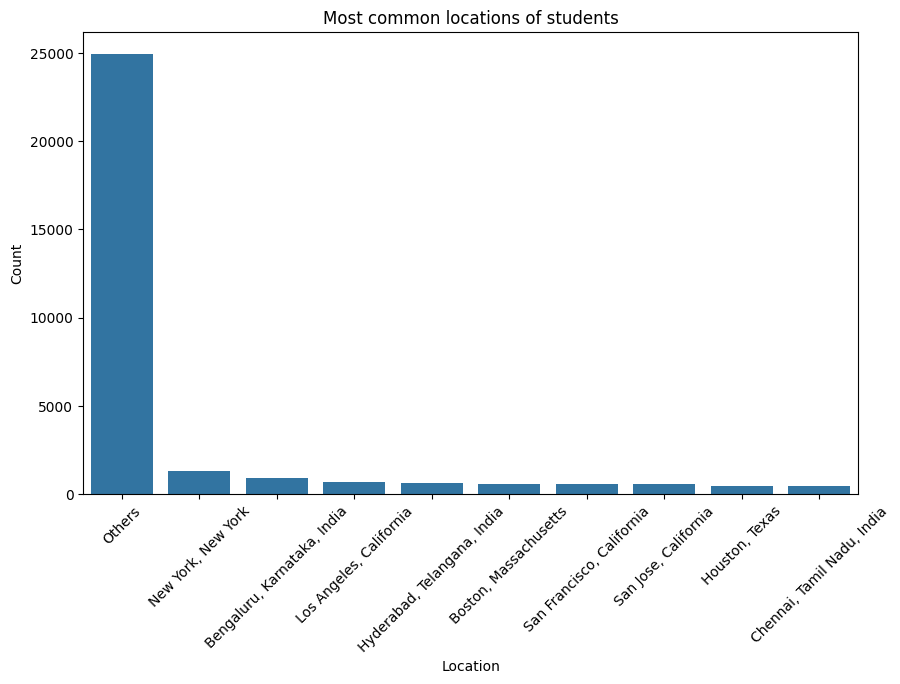 Most common locations of students
Count
25000
20000
15000
10000
5000
0
Others
New York, New York
Bengaluru, Karnataka, India
Los Angeles, California
Hyderabad, Telangana, India
Boston, Massachusetts
San Francisco, California
San Jose, California
Houston, Texas
Chennai, Tamil Nadu, India
Location